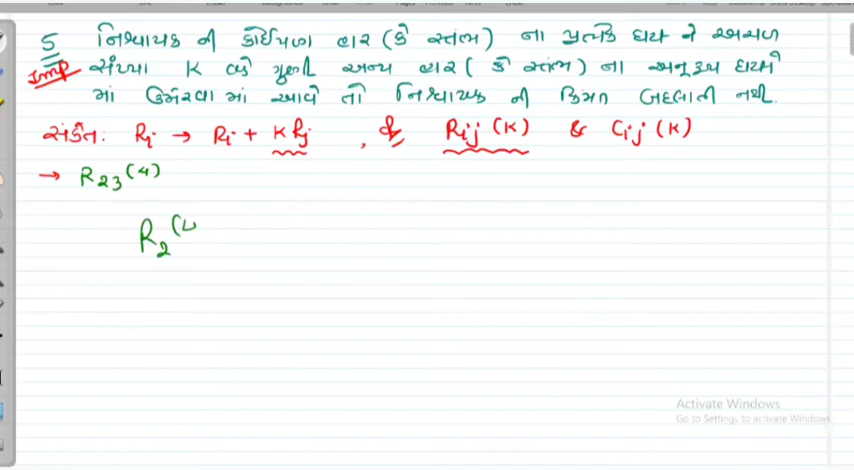 5 નિશ્ચાયક ની કોઈપણ હાર (કે સ્તંભ) ના પ્રત્યેક ઘટક ને અચળ
Imp સંખ્યા K વડે ગુણી અન્ય હાર (કે સ્તંભ) ના અનુરૂપ ઘટકો
માં ઉમેરવા માં આવે તો નિશ્ચાયક ની કિંમત બદલાતી નથી.
સંકેત: Ri → Ri + KRj , કે Rij (K) & Cij (K)
→ R23(4)
R2(
Activate Windows
Go to Settings to activate Windows